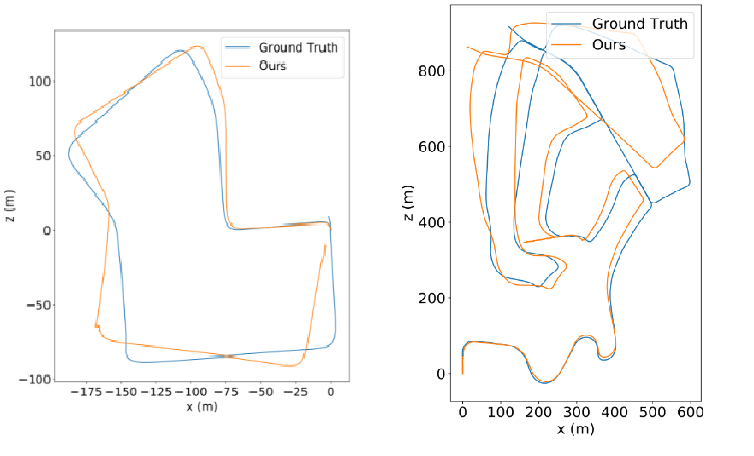 Ground Truth
Ours
100
50
0
−50
−100
z (m)
−175 −150 −125 −100 −75 −50 −25 0
x (m)
Ground Truth
Ours
800
600
400
200
0
z (m)
0 100 200 300 400 500 600
x (m)